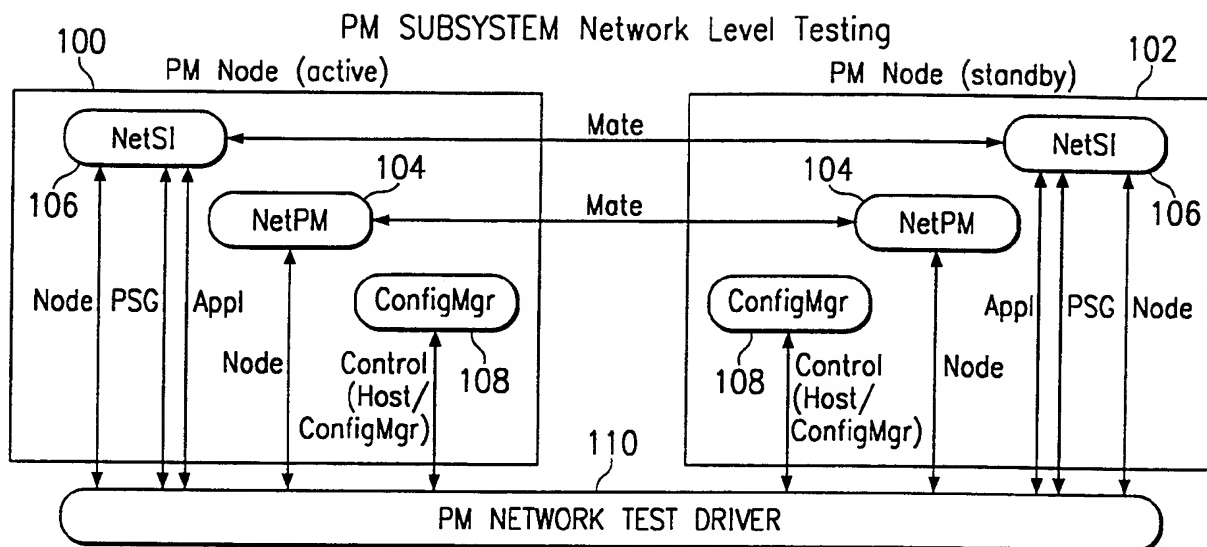 PM SUBSYSTEM Network Level Testing
100
PM Node (active)
PM Node (standby)
102
NetSI
Mate
NetSI
106
104
NetPM
Mate
104
NetPM
106
Node
PSG
Appl
ConfigMgr
108
Node
Control
(Host/
ConfigMgr)
ConfigMgr
108
Control
(Host/
ConfigMgr)
Node
Appl
PSG
Node
110
PM NETWORK TEST DRIVER